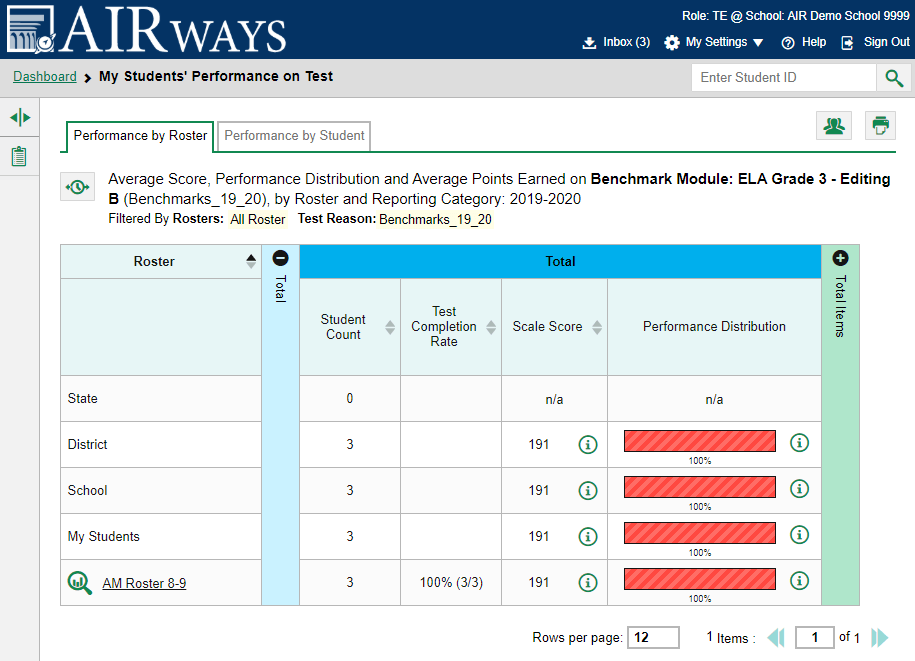 AIRWAYS
Role: TE @ School: AIR Demo School 9999
Inbox (3) My Settings Help Sign Out
Dashboard My Students' Performance on Test
Enter Student ID
Performance by Roster Performance by Student
Average Score, Performance Distribution and Average Points Earned on Benchmark Module: ELA Grade 3 - Editing
B (Benchmarks_19_20), by Roster and Reporting Category: 2019-2020
Filtered By Rosters: All Roster Test Reason: Benchmarks_19_20
Roster
Total
Total
Total Items
Student
Count
Test
Completion
Rate
Scale Score
Performance Distribution
State 0 n/a n/a
District 3 191
100%
School 3 191
100%
My Students 3 191
100%
AM Roster 8-9 3 100% (3/3) 191
100%
Rows per page: 12 1 Items : 1 of 1